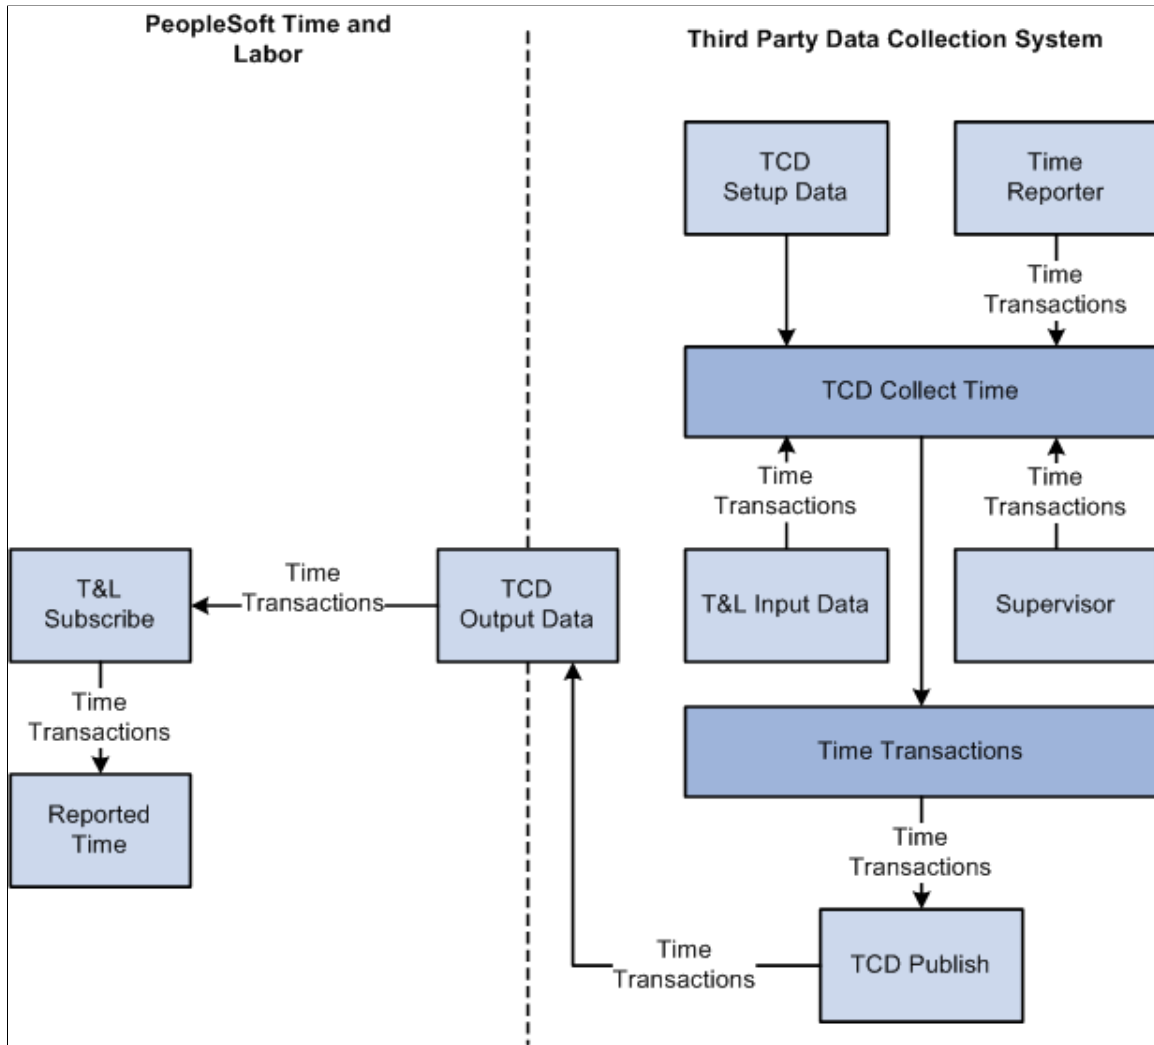 PeopleSoft Time and
Labor
Third Party Data Collection System
TCD
Setup Data
Time
Reporter
Time
Transactions
TCD Collect Time
Time
Transactions
Time
Transactions
T&L
Subscribe
Time
Transactions
TCD
Output Data
T&L Input Data
Supervisor
Time
Transactions
Time Transactions
Reported
Time
Time
Transactions
Time
Transactions
TCD Publish